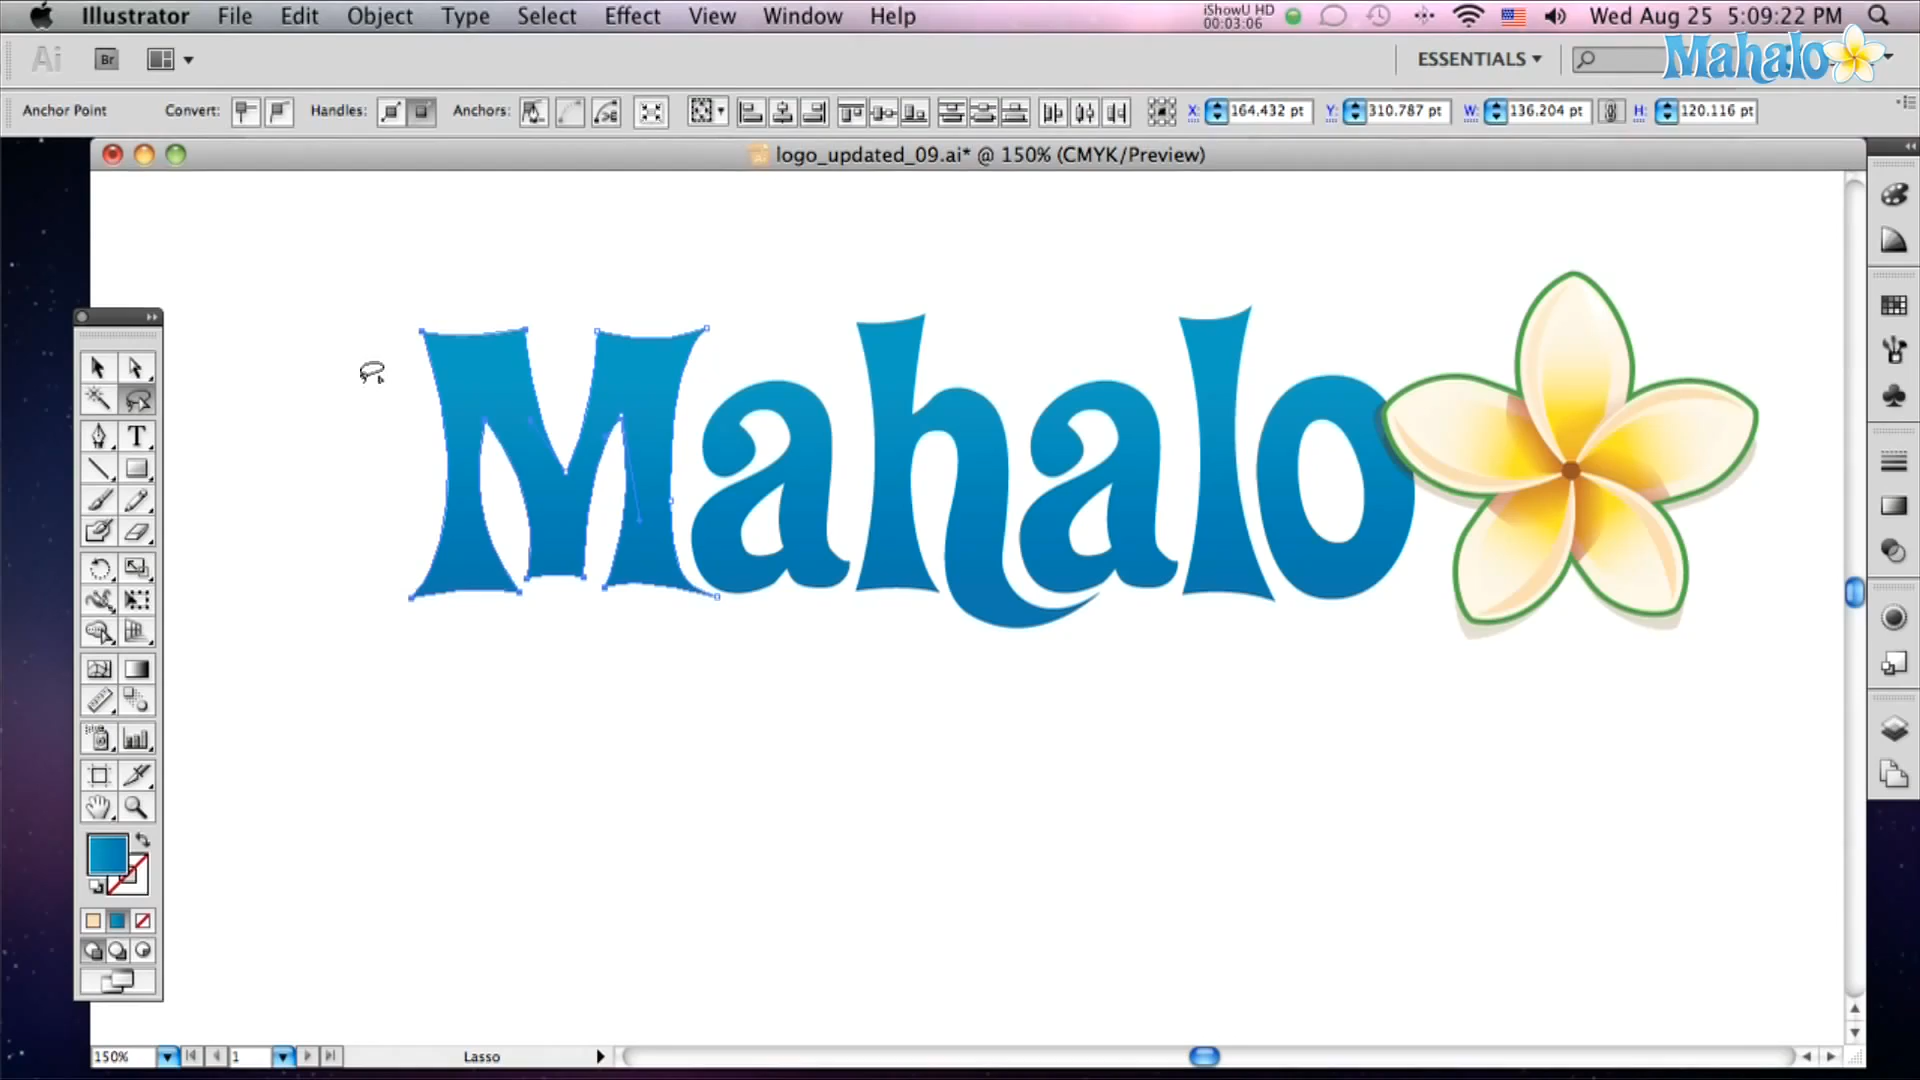 Illustrator File Edit Object Type Select Effect View Window Help iShowU HD 00:03:06 Wed Aug 25 5:09:22 PM
Ai Br ESSENTIALS Mahalo
Anchor Point Convert: Handles: Anchors: X: 164.432 pt Y: 310.787 pt W: 136.204 pt H: 120.116 pt
logo_updated_09.ai* @ 150% (CMYK/Preview)
Mahalo
T
150% 1 Lasso